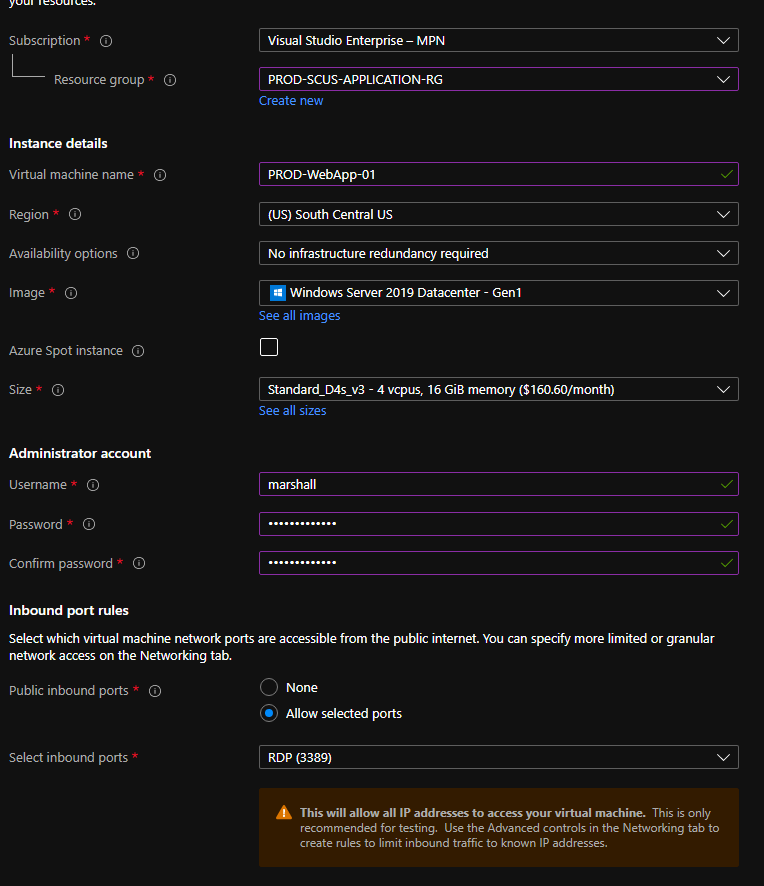 your resources.
Subscription *
Visual Studio Enterprise – MPN
Resource group *
PROD-SCUS-APPLICATION-RG
Create new
Instance details
Virtual machine name *
PROD-WebApp-01
Region *
(US) South Central US
Availability options
No infrastructure redundancy required
Image *
Windows Server 2019 Datacenter - Gen1
See all images
Azure Spot instance
Size *
Standard_D4s_v3 - 4 vcpus, 16 GiB memory ($160.60/month)
See all sizes
Administrator account
Username *
marshall
Password *
•••••••••••••
Confirm password *
•••••••••••••
Inbound port rules
Select which virtual machine network ports are accessible from the public internet. You can specify more limited or granular
network access on the Networking tab.
Public inbound ports *
None
Allow selected ports
Select inbound ports *
RDP (3389)
This will allow all IP addresses to access your virtual machine. This is only
recommended for testing. Use the Advanced controls in the Networking tab to
create rules to limit inbound traffic to known IP addresses.